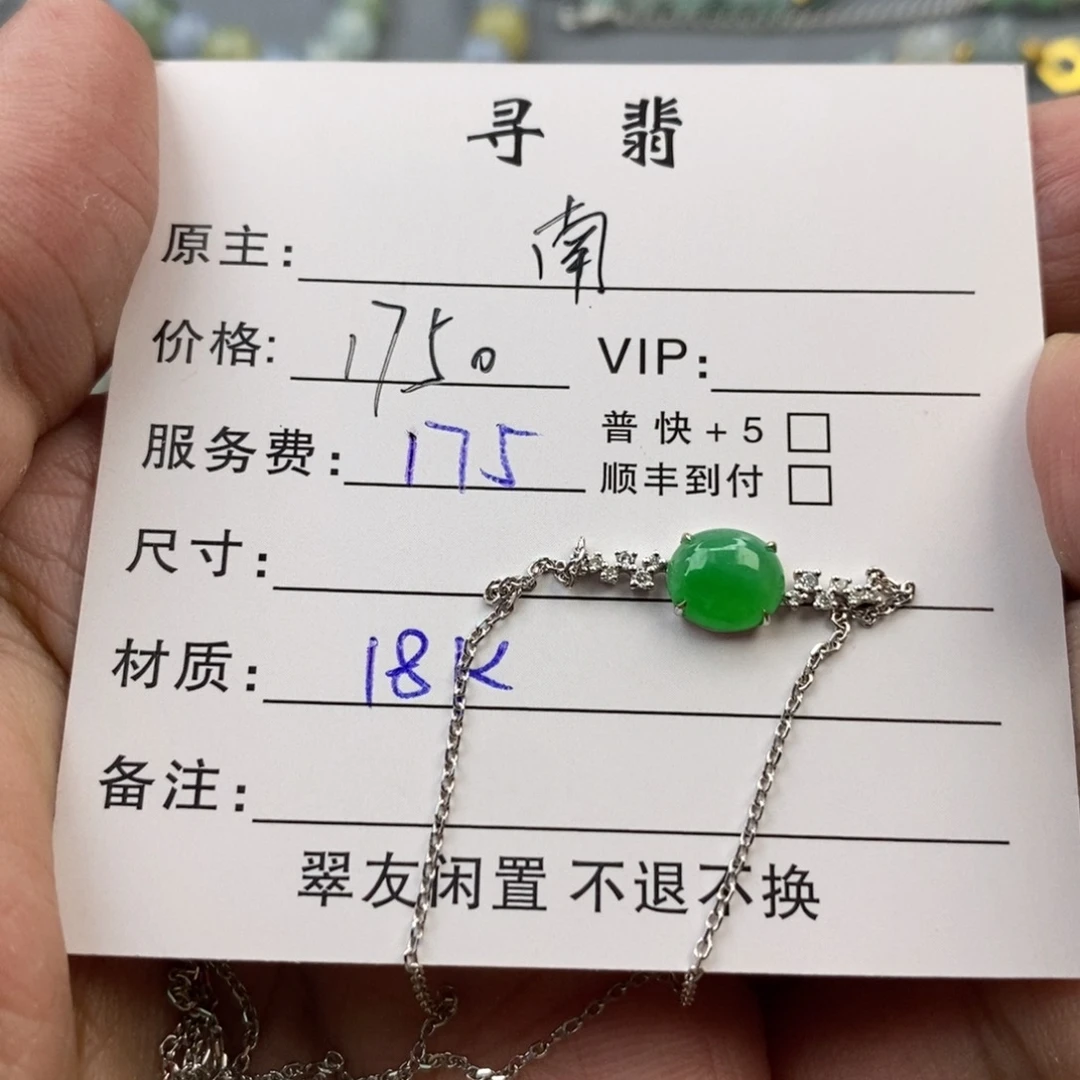 寻 翡
原主: 南
价格: 1750 VIP:
普快+5 □
服务费: 175
顺丰到付 □
尺寸:
材质: 18K
备注:
翠友闲置 不退不换